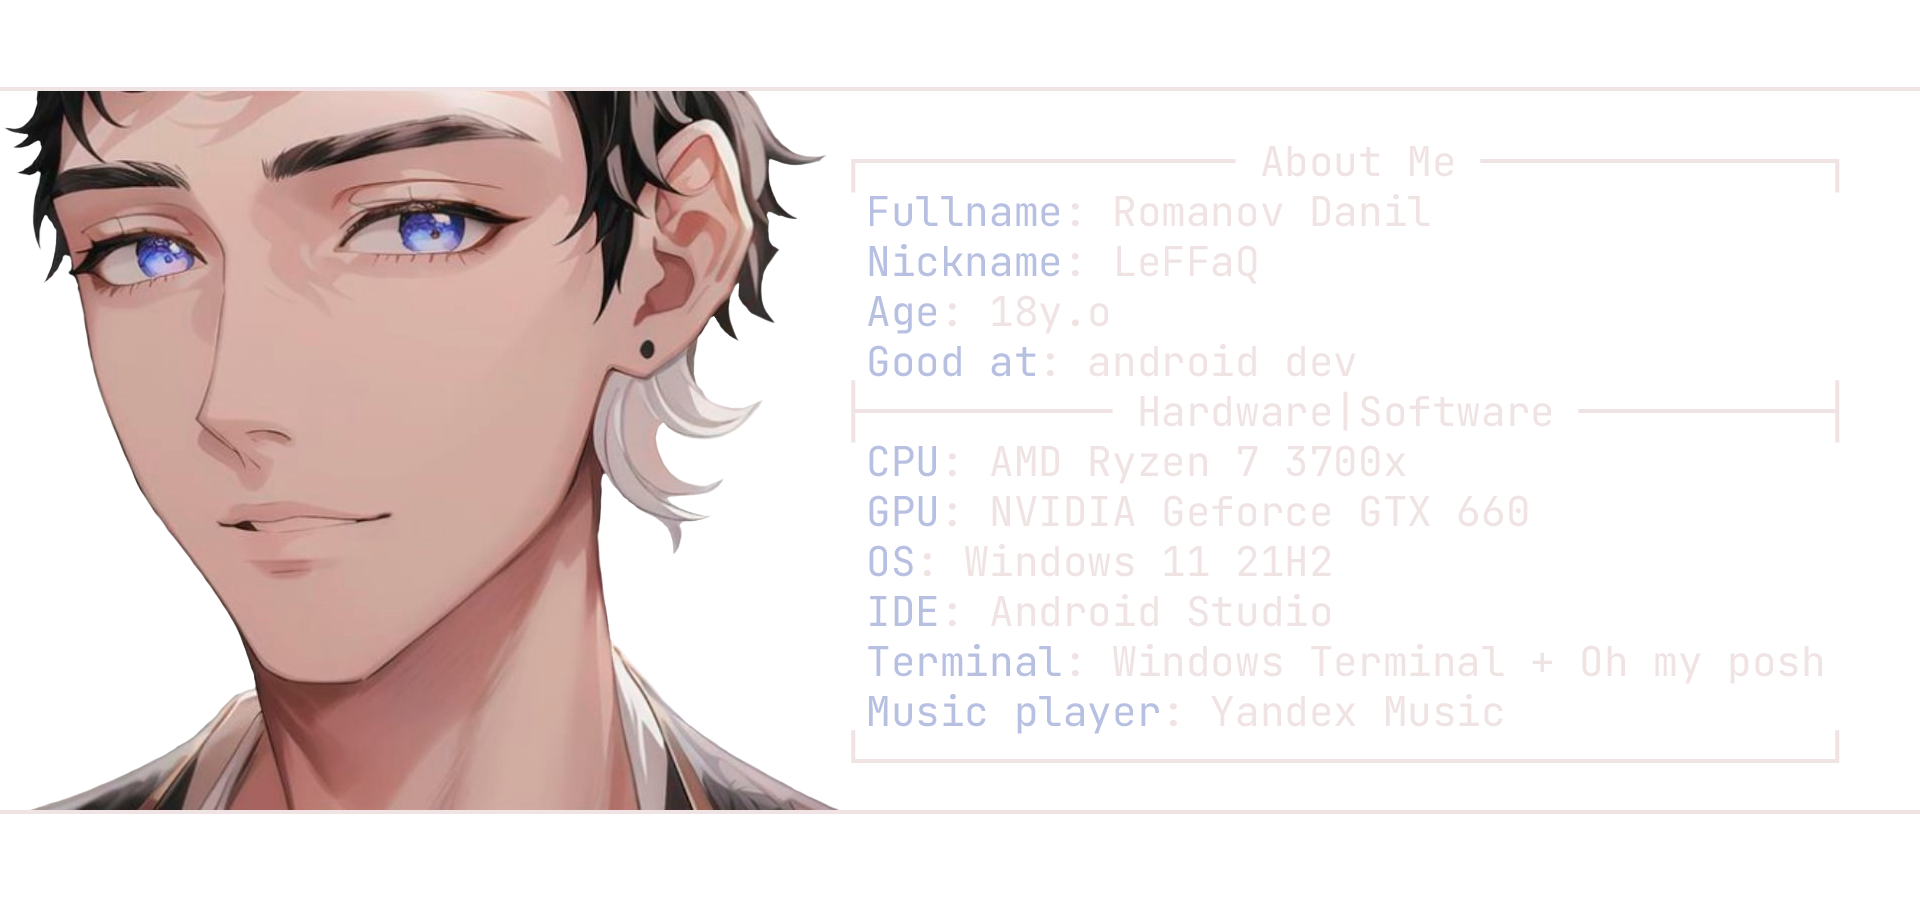 About Me
Fullname: Romanov Danil
Nickname: LeFFaQ
Age: 18y.o
Good at: android dev
Hardware|Software
CPU: AMD Ryzen 7 3700x
GPU: NVIDIA Geforce GTX 660
OS: Windows 11 21H2
IDE: Android Studio
Terminal: Windows Terminal + Oh my posh
Music player: Yandex Music